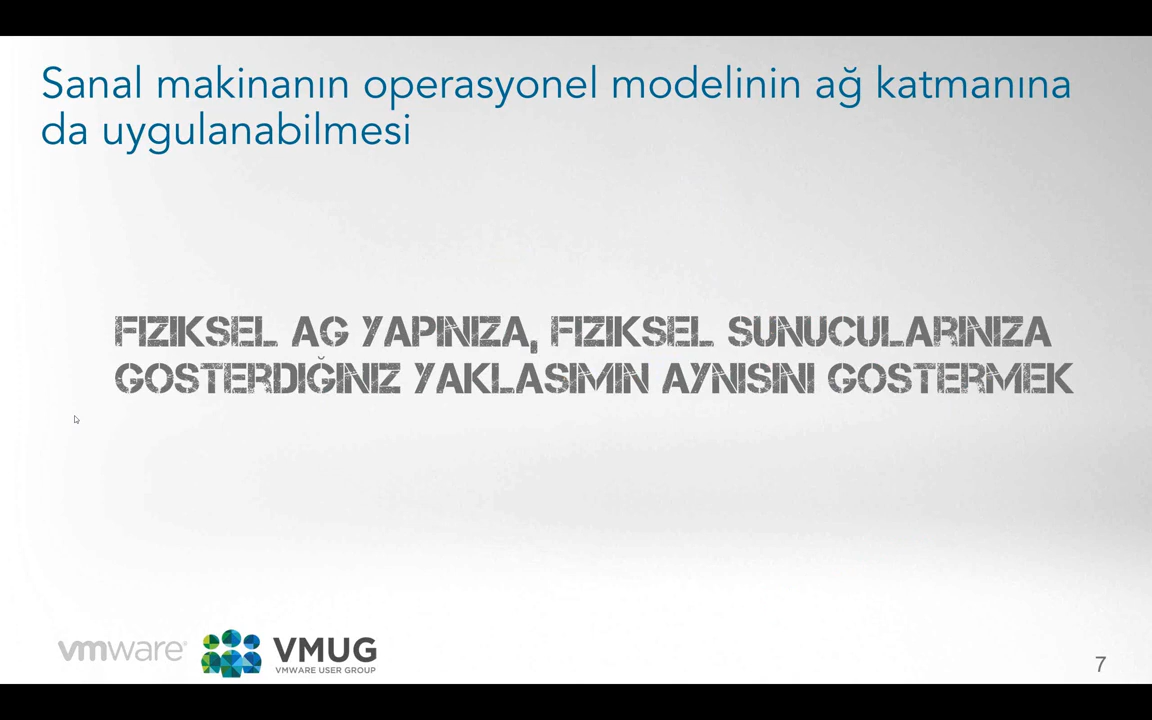 Sanal makinanın operasyonel modelinin ağ katmanına
da uygulanabilmesi
FIZIKSEL AG YAPINIZA, FIZIKSEL SUNUCULARINIZA
GOSTERDIĞINIZ YAKLASIMIN AYNISINI GOSTERMEK
vmware®
VMUG
VMWARE USER GROUP
7